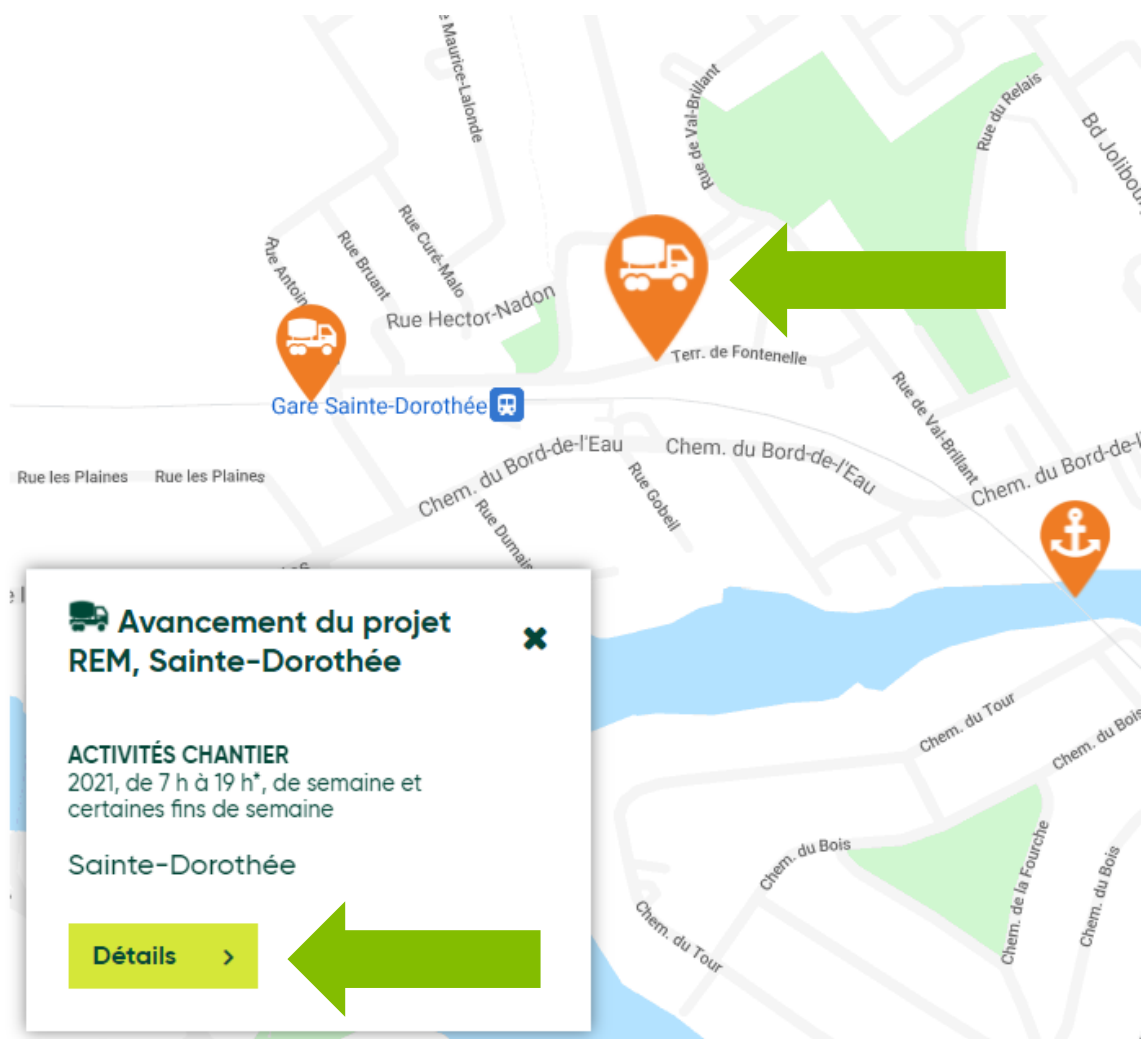 Maurice-Lalonde
Rue de Val-Brillant
Rue du Relais
Bd Jolibou
Rue Curé-Malo
Rue Bruant
Rue Antoin
Rue Hector-Nadon
Terr. de Fontenelle
Gare Sainte-Dorothée
Rue de Val-Brillant
Chem. du Bord-de-l'Eau
Chem. du Bord-de-l'Eau
Chem. du Bord-de-l'
Rue les Plaines
Rue les Plaines
Rue Gobeil
Rue Dumais
Avancement du projet
REM, Sainte-Dorothée
ACTIVITÉS CHANTIER
2021, de 7 h à 19 h*, de semaine et
certaines fins de semaine
Sainte-Dorothée
Détails >
Chem. du Tour
Chem. du Bois
Chem. du Bois
Chem. de la Fourche
Chem. du Bois
Chem. du Tour